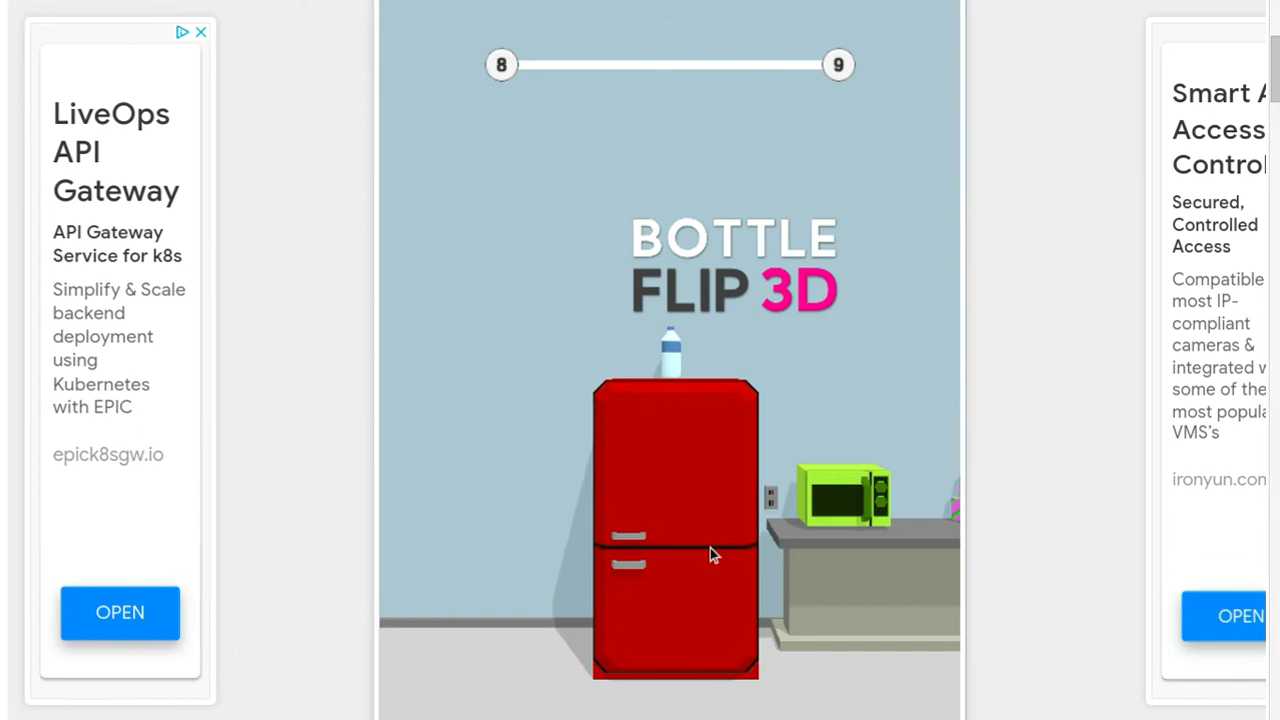 LiveOps
API
Gateway
API Gateway
Service for k8s
Simplify & Scale
backend
deployment
using
Kubernetes
with EPIC
epick8sgw.io
OPEN
8
9
BOTTLE
FLIP 3D
Smart A
Access
Control
Secured,
Controlled
Access
Compatible
most IP-
compliant
cameras &
integrated w
some of the
most popula
VMS's
ironyun.com
OPEN